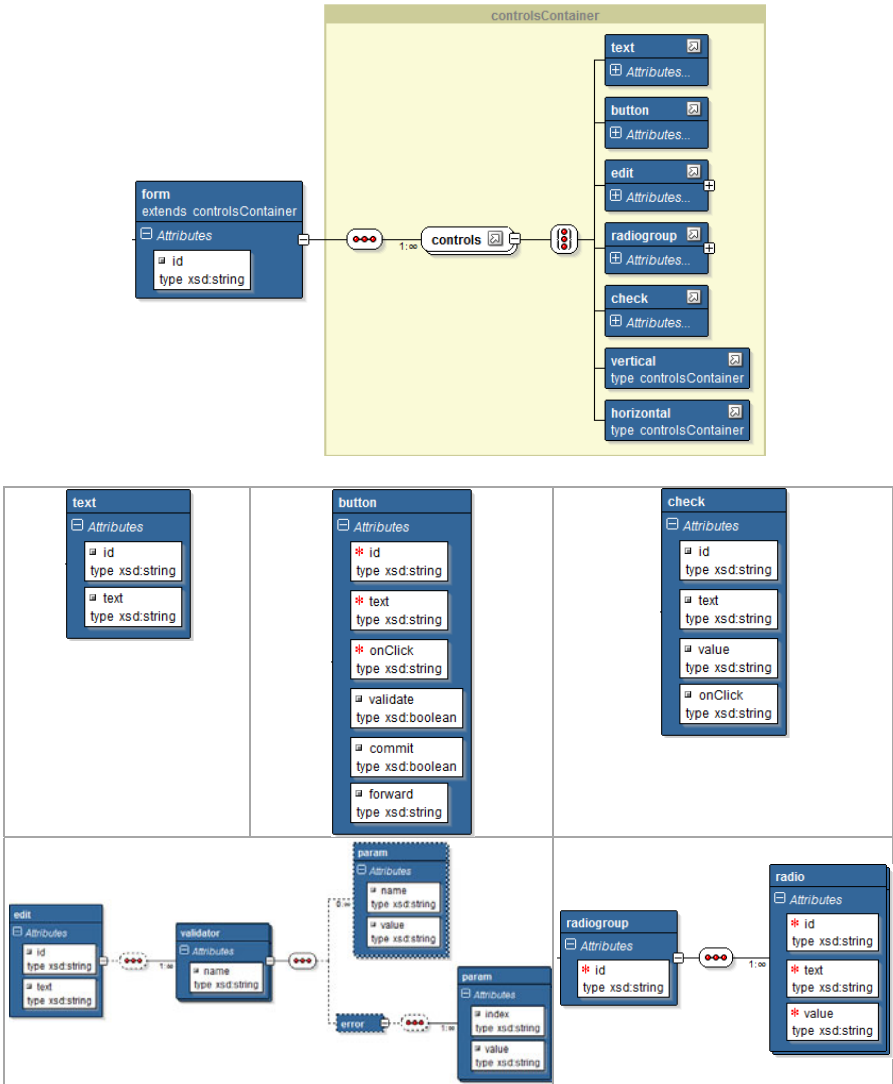 controlsContainer
text
Attributes...
button
Attributes...
edit
Attributes...
form
extends controlsContainer
Attributes
id
type xsd:string
1:∞
controls
radiogroup
Attributes...
check
Attributes...
vertical
type controlsContainer
horizontal
type controlsContainer
text
Attributes
id
type xsd:string
text
type xsd:string
button
Attributes
* id
type xsd:string
* text
type xsd:string
* onClick
type xsd:string
validate
type xsd:boolean
commit
type xsd:boolean
forward
type xsd:string
check
Attributes
id
type xsd:string
text
type xsd:string
value
type xsd:string
onClick
type xsd:string
edit
Attributes
id
type xsd:string
text
type xsd:string
1:∞
validator
Attributes
name
type xsd:string
0:∞
param
Attributes
name
type xsd:string
value
type xsd:string
error
1:∞
param
Attributes
index
type xsd:string
value
type xsd:string
radiogroup
Attributes
* id
type xsd:string
1:∞
radio
Attributes
* id
type xsd:string
* text
type xsd:string
* value
type xsd:string